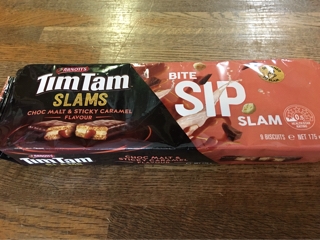 ARNOTT'S
TimTam
SLAMS
CHOC MALT & STICKY CARAMEL
FLAVOUR
BITE
SIP
SLAM
9 BISCUITS NET 175
TimTam
CHOC MALT &
STICKY CARAMEL